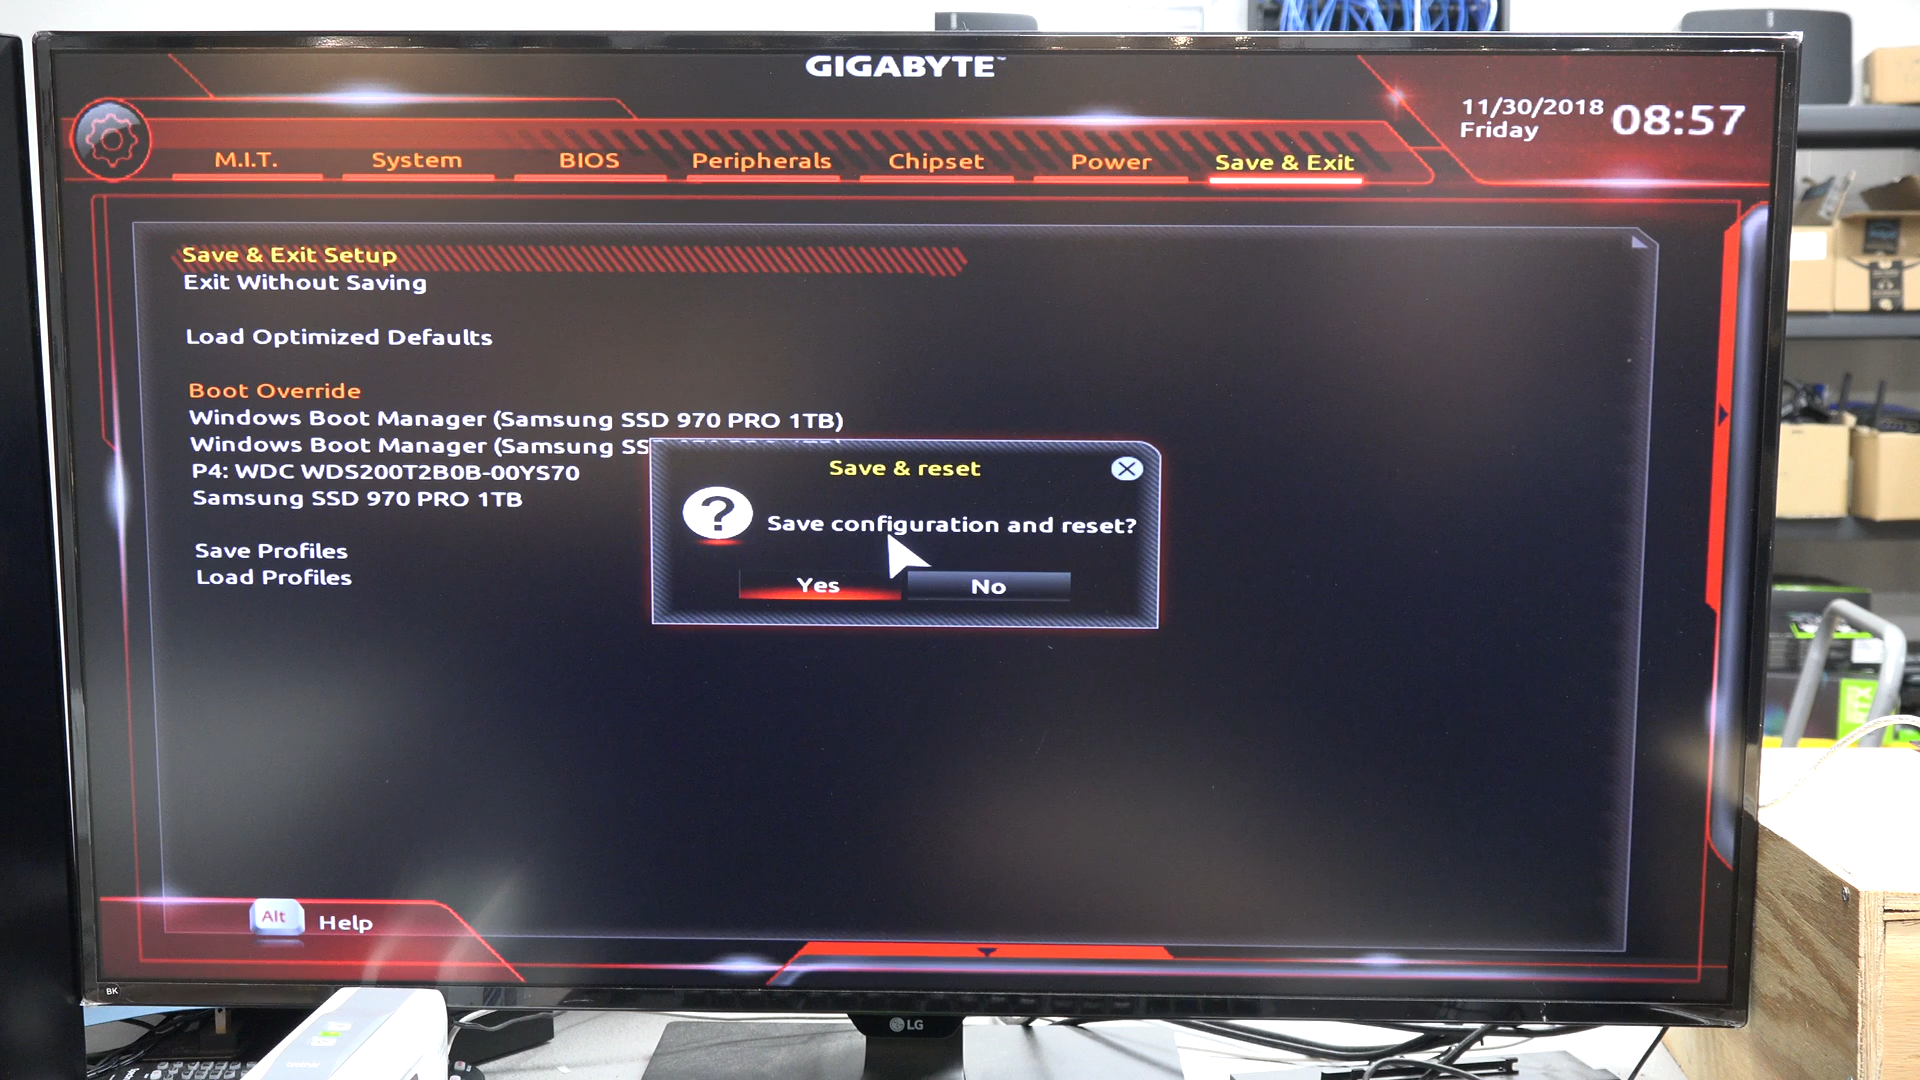 GIGABYTE™
11/30/2018
Friday
08:57
M.I.T.
System
BIOS
Peripherals
Chipset
Power
Save & Exit
Save & Exit Setup
Exit Without Saving
Load Optimized Defaults
Boot Override
Windows Boot Manager (Samsung SSD 970 PRO 1TB)
Windows Boot Manager (Samsung SS
P4: WDC WDS200T2B0B-00YS70
Samsung SSD 970 PRO 1TB
Save Profiles
Load Profiles
Save & reset
?
Save configuration and reset?
Yes
No
Alt
Help
BK
LG
RTX